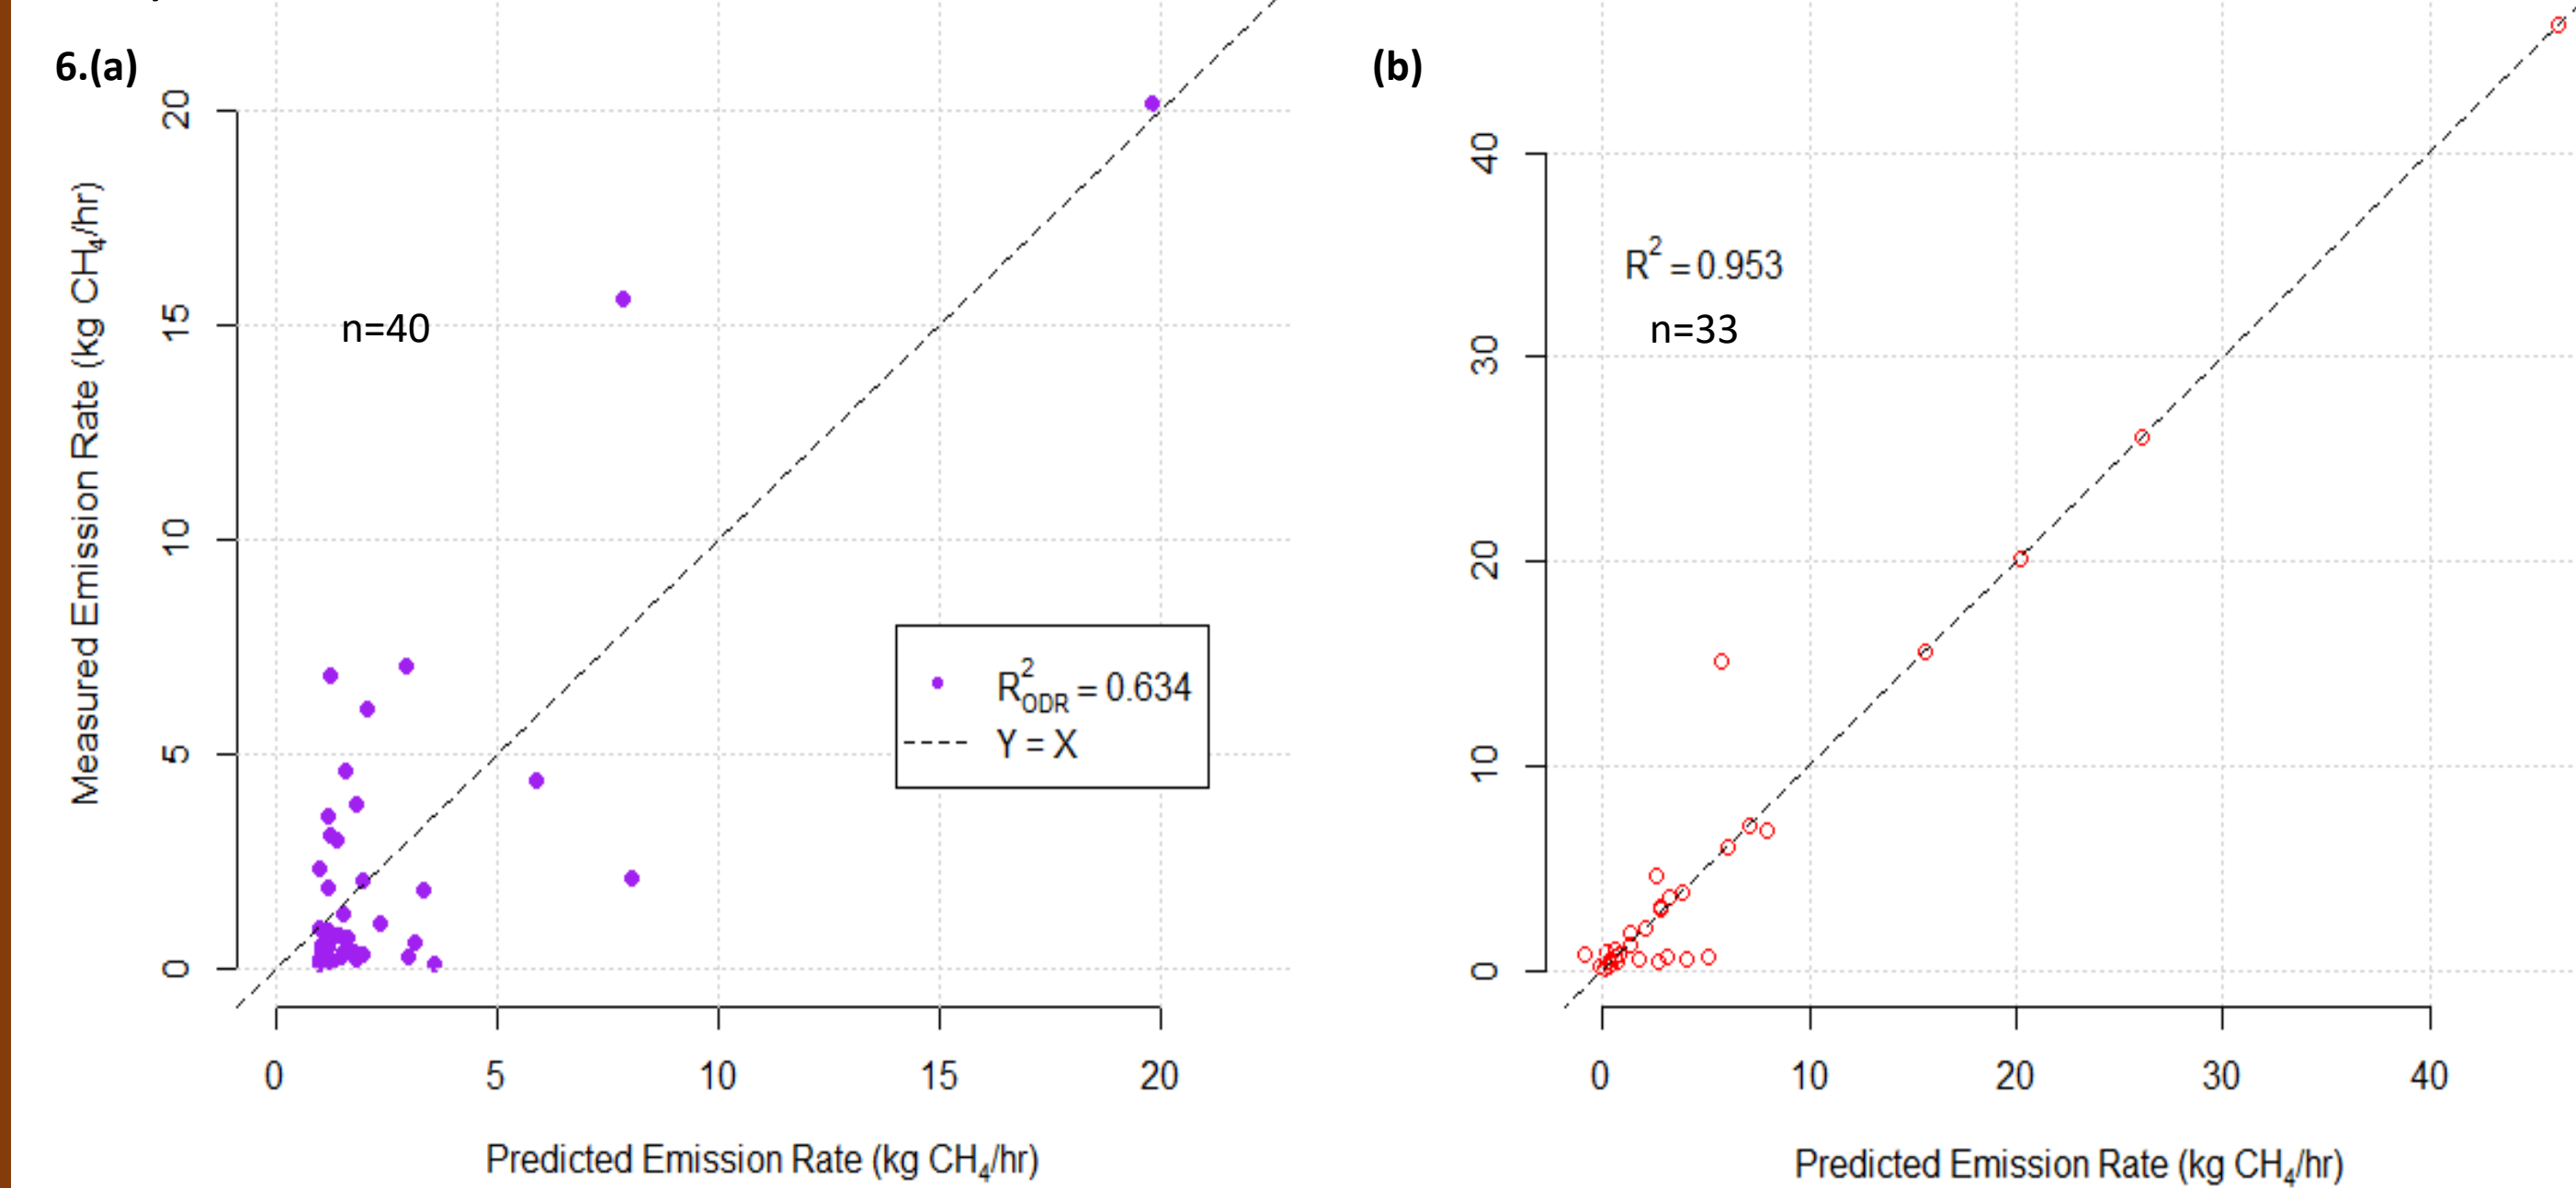 6.(a)
Measured Emission Rate (kg CH₄/hr)
20
15
10
5
0
n=40
R²ODR = 0.634
Y = X
0 5 10 15 20
Predicted Emission Rate (kg CH₄/hr)
(b)
40
30
20
10
0
R² = 0.953
n=33
0 10 20 30 40
Predicted Emission Rate (kg CH₄/hr)